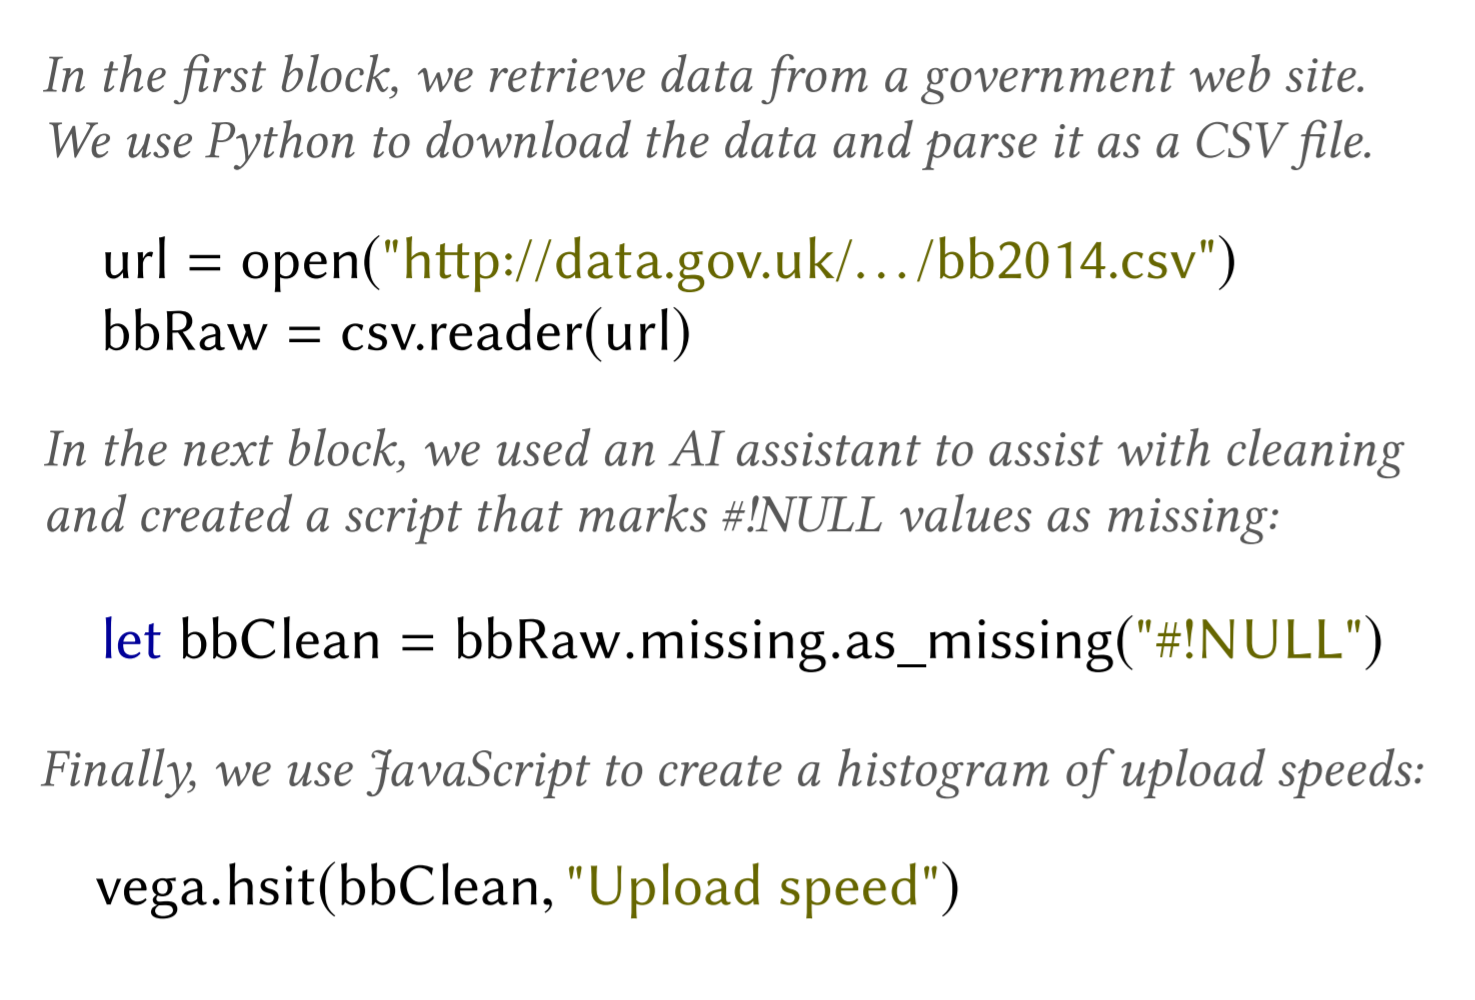 In the first block, we retrieve data from a government web site.
We use Python to download the data and parse it as a CSV file.
url = open("http://data.gov.uk/.../bb2014.csv")
bbRaw = csv.reader(url)
In the next block, we used an AI assistant to assist with cleaning
and created a script that marks #!NULL values as missing:
let bbClean = bbRaw.missing.as_missing("#!NULL")
Finally, we use JavaScript to create a histogram of upload speeds:
vega.hsit(bbClean, "Upload speed")